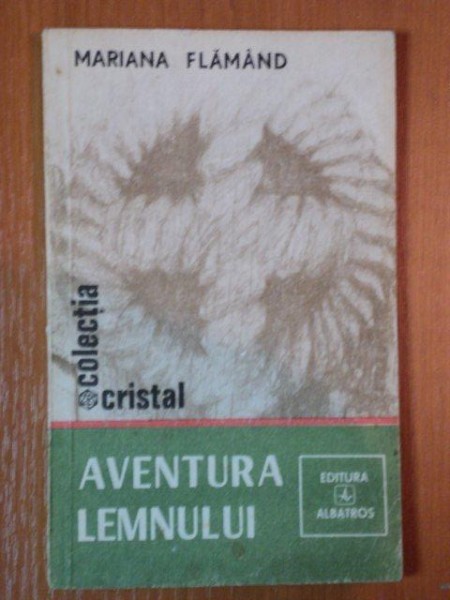 MARIANA FLĂMÂND
colecția
cristal
AVENTURA
LEMNULUI
EDITURA
ALBATROS